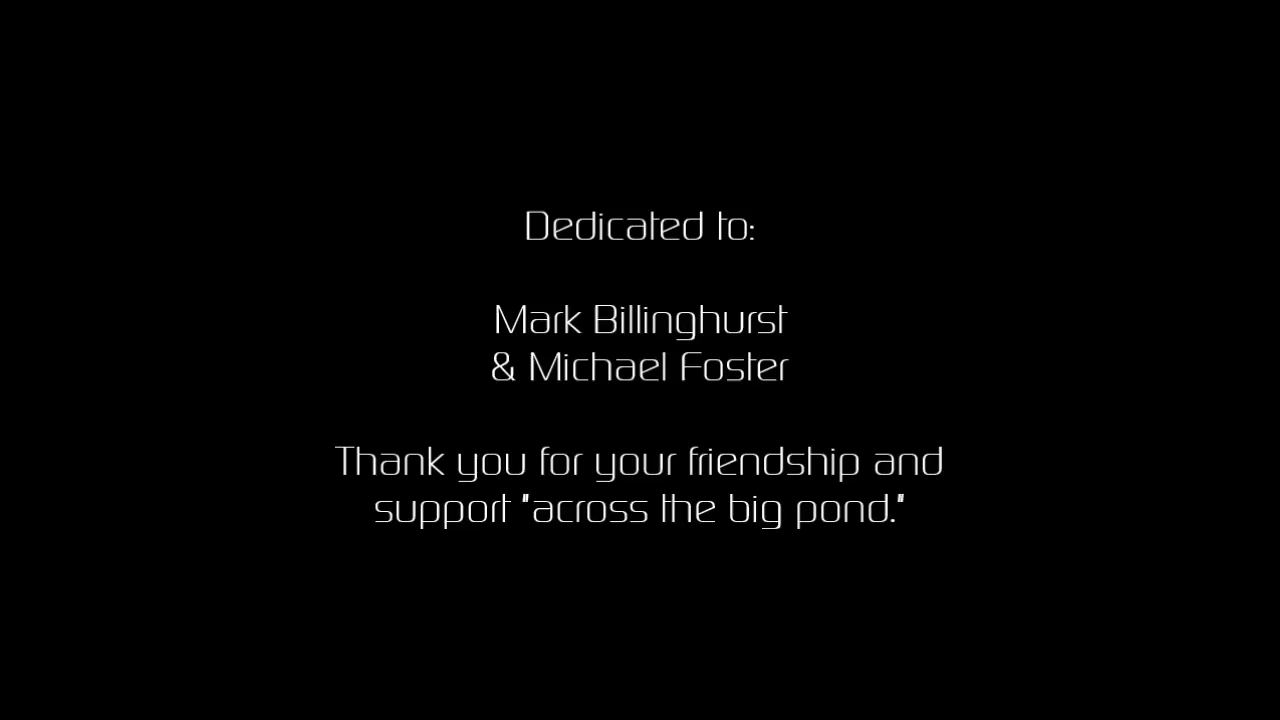 Dedicated to:
Mark Billinghurst
& Michael Foster
Thank you for your friendship and
support "across the big pond."